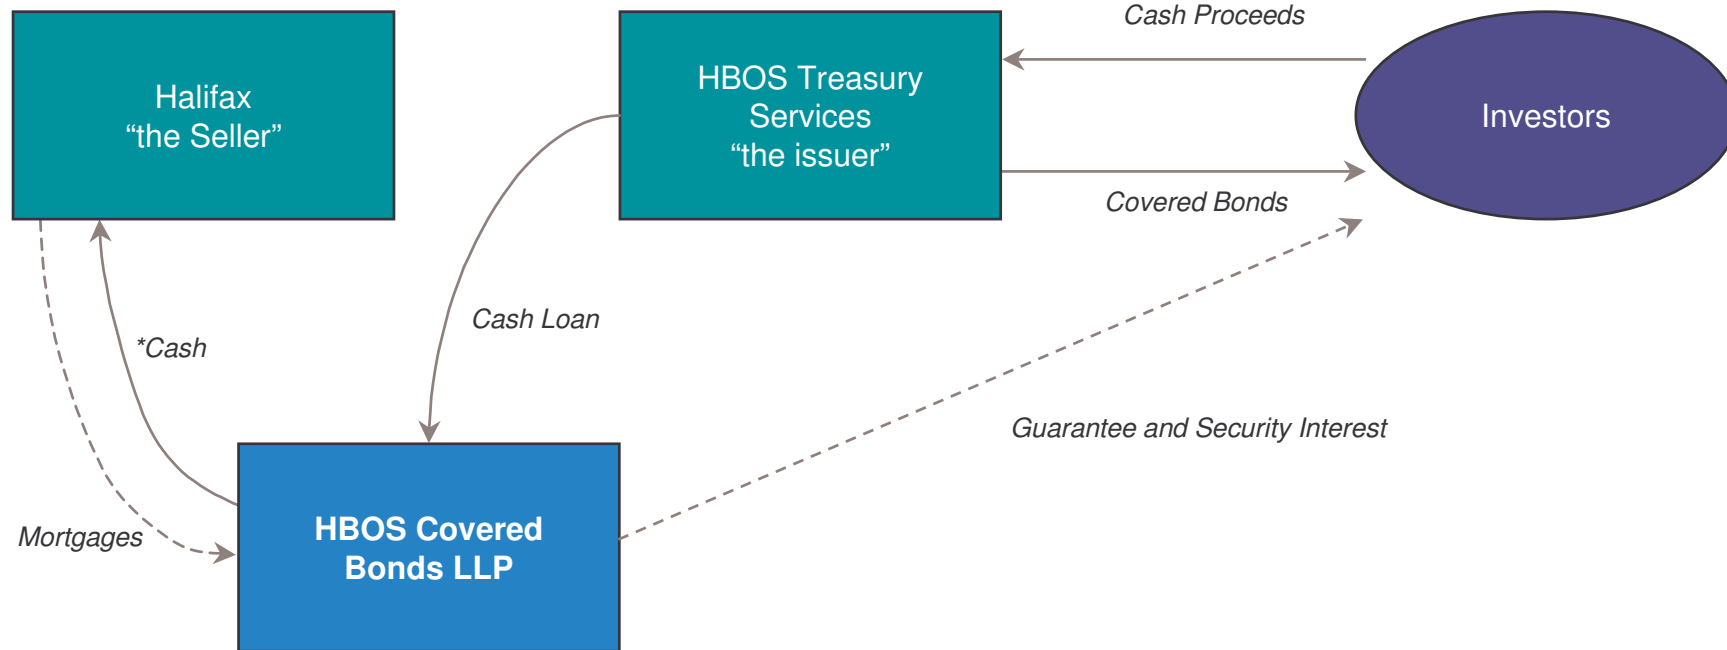 Cash Proceeds
Halifax
“the Seller”
HBOS Treasury
Services
“the issuer”
Investors
Covered Bonds
*Cash
Cash Loan
Guarantee and Security Interest
Mortgages
HBOS Covered
Bonds LLP